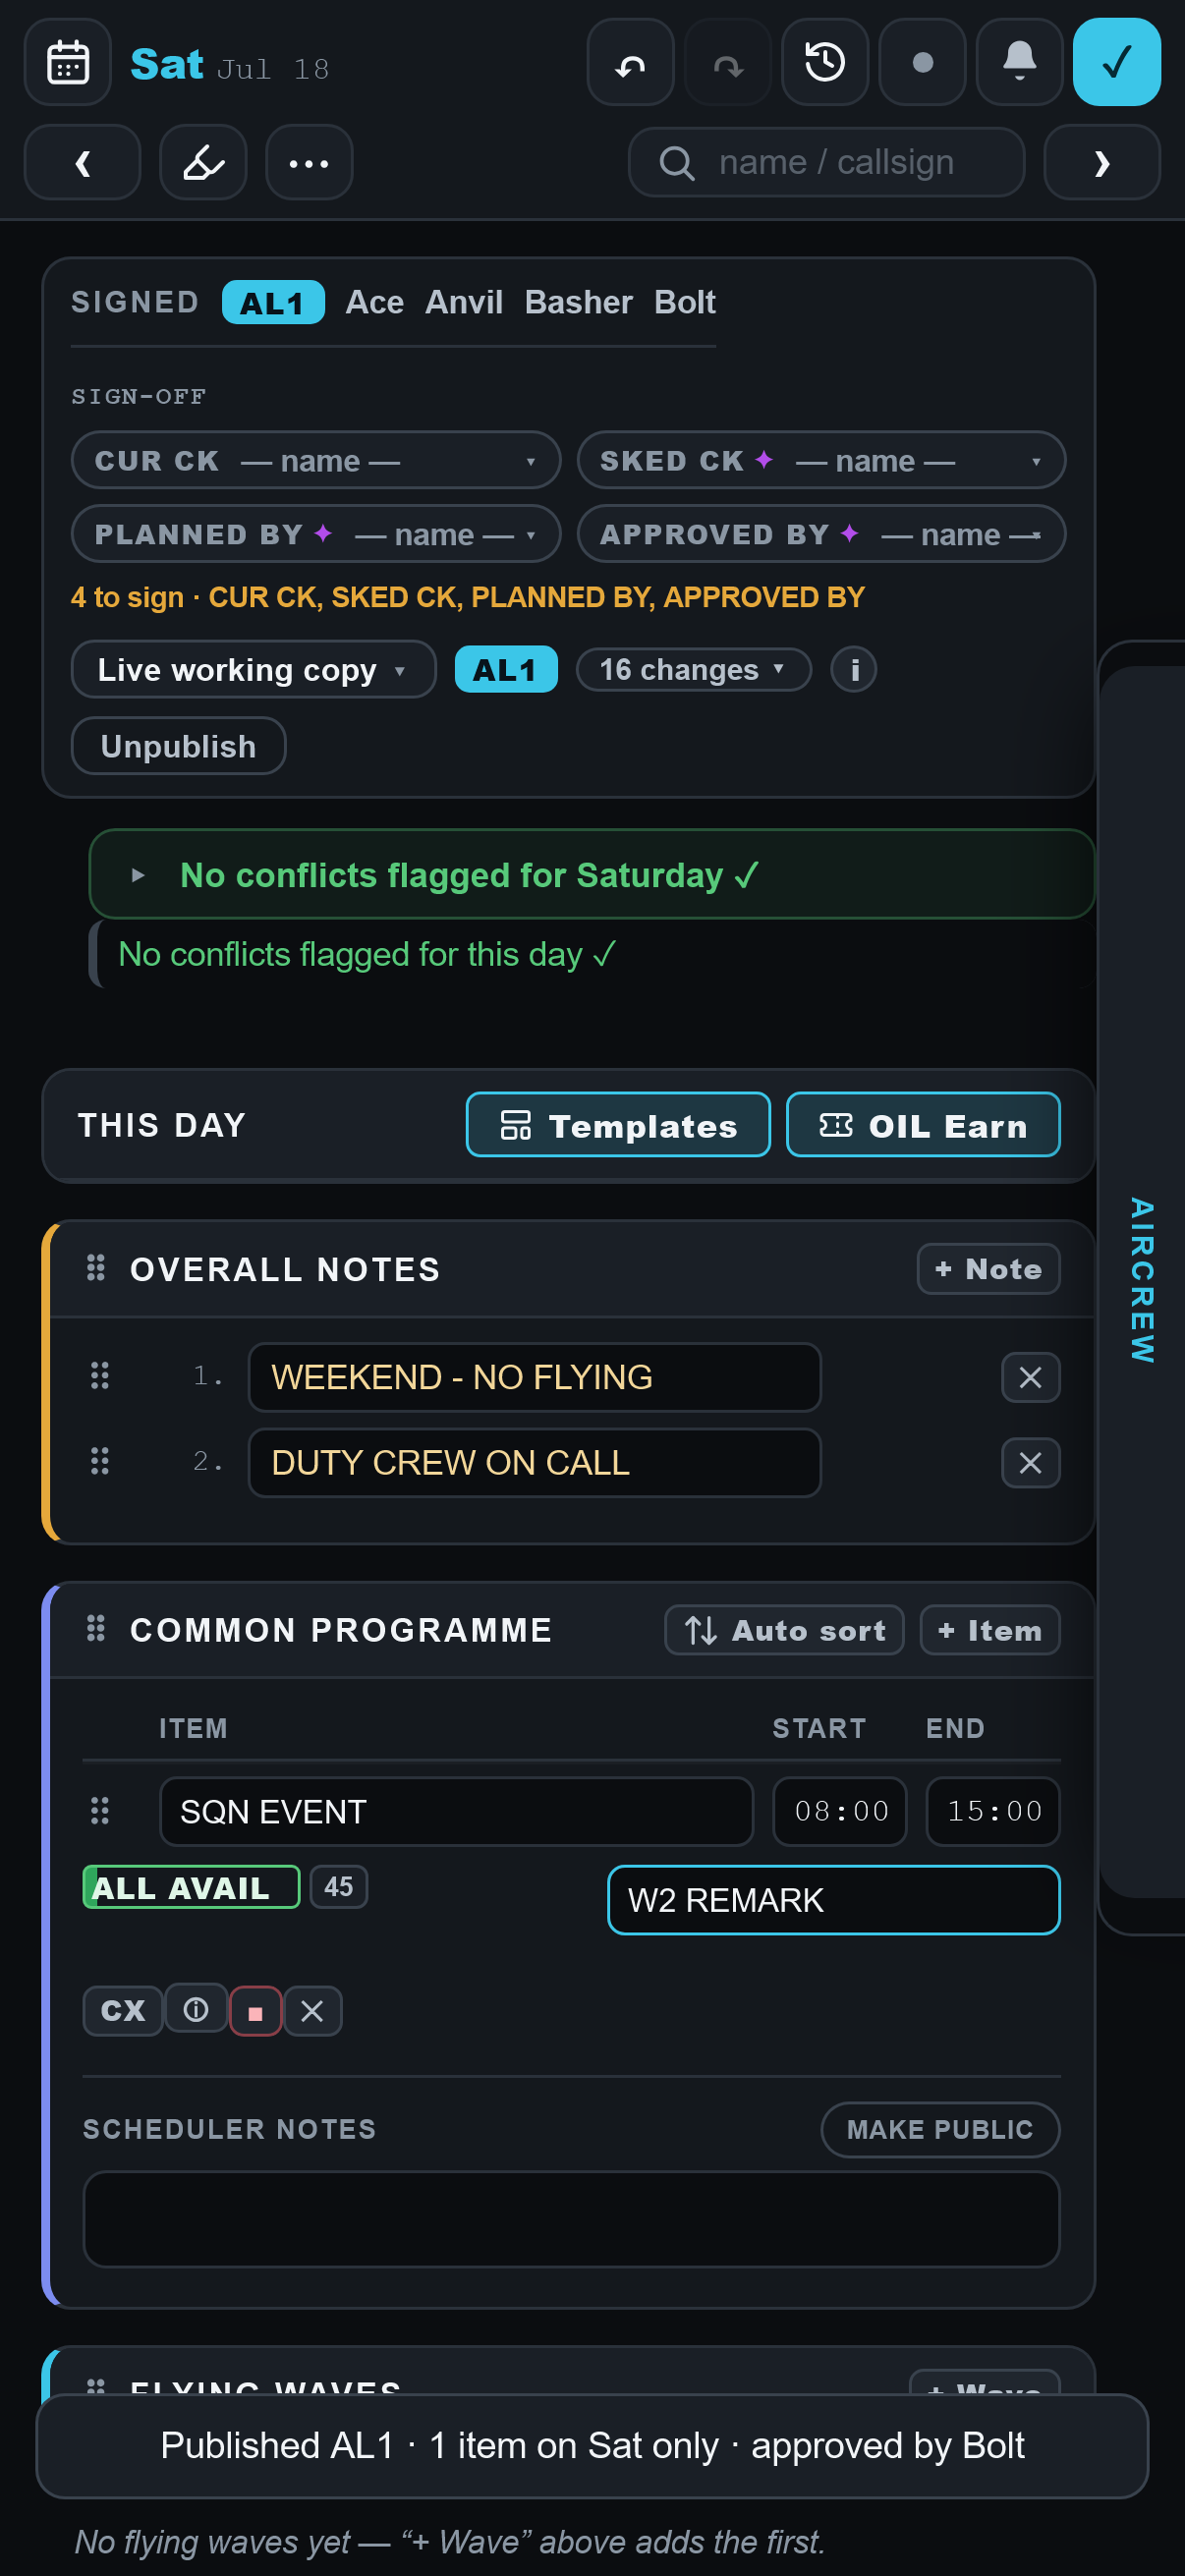 Sat Jul 18
name / callsign
SIGNED AL1 Ace Anvil Basher Bolt
SIGN-OFF
CUR CK — name —
SKED CK ✦ — name —
PLANNED BY ✦ — name —
APPROVED BY ✦ — name —
4 to sign · CUR CK, SKED CK, PLANNED BY, APPROVED BY
Live working copy AL1 16 changes i
Unpublish
No conflicts flagged for Saturday ✓
No conflicts flagged for this day ✓
AIRCREW
THIS DAY Templates OIL Earn
OVERALL NOTES + Note
1. WEEKEND - NO FLYING
2. DUTY CREW ON CALL
COMMON PROGRAMME Auto sort + Item
ITEM START END
SQN EVENT 08:00 15:00
ALL AVAIL 45 W2 REMARK
CX
SCHEDULER NOTES MAKE PUBLIC
FLYING WAVES + Wave
Published AL1 · 1 item on Sat only · approved by Bolt
No flying waves yet — “+ Wave” above adds the first.